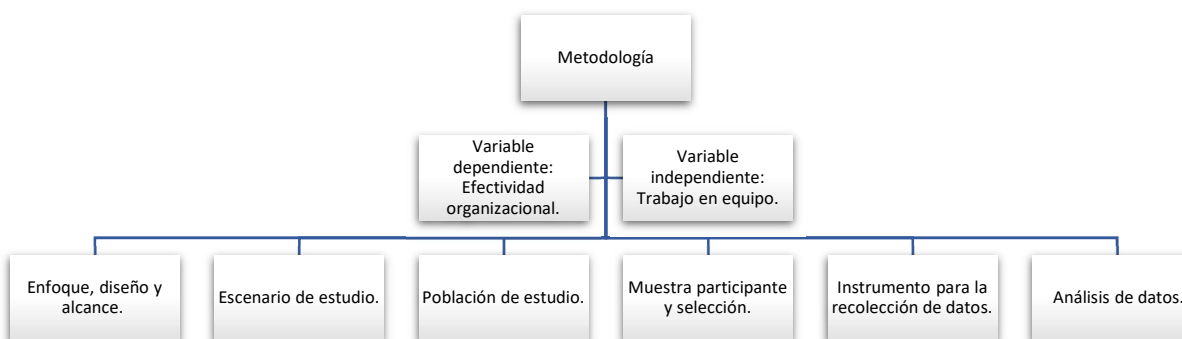 Metodología
Variable
dependiente:
Efectividad
organizacional.
Variable
independiente:
Trabajo en equipo.
Enfoque, diseño y
alcance.
Escenario de estudio.
Población de estudio.
Muestra participante
y selección.
Instrumento para la
recolección de datos.
Análisis de datos.